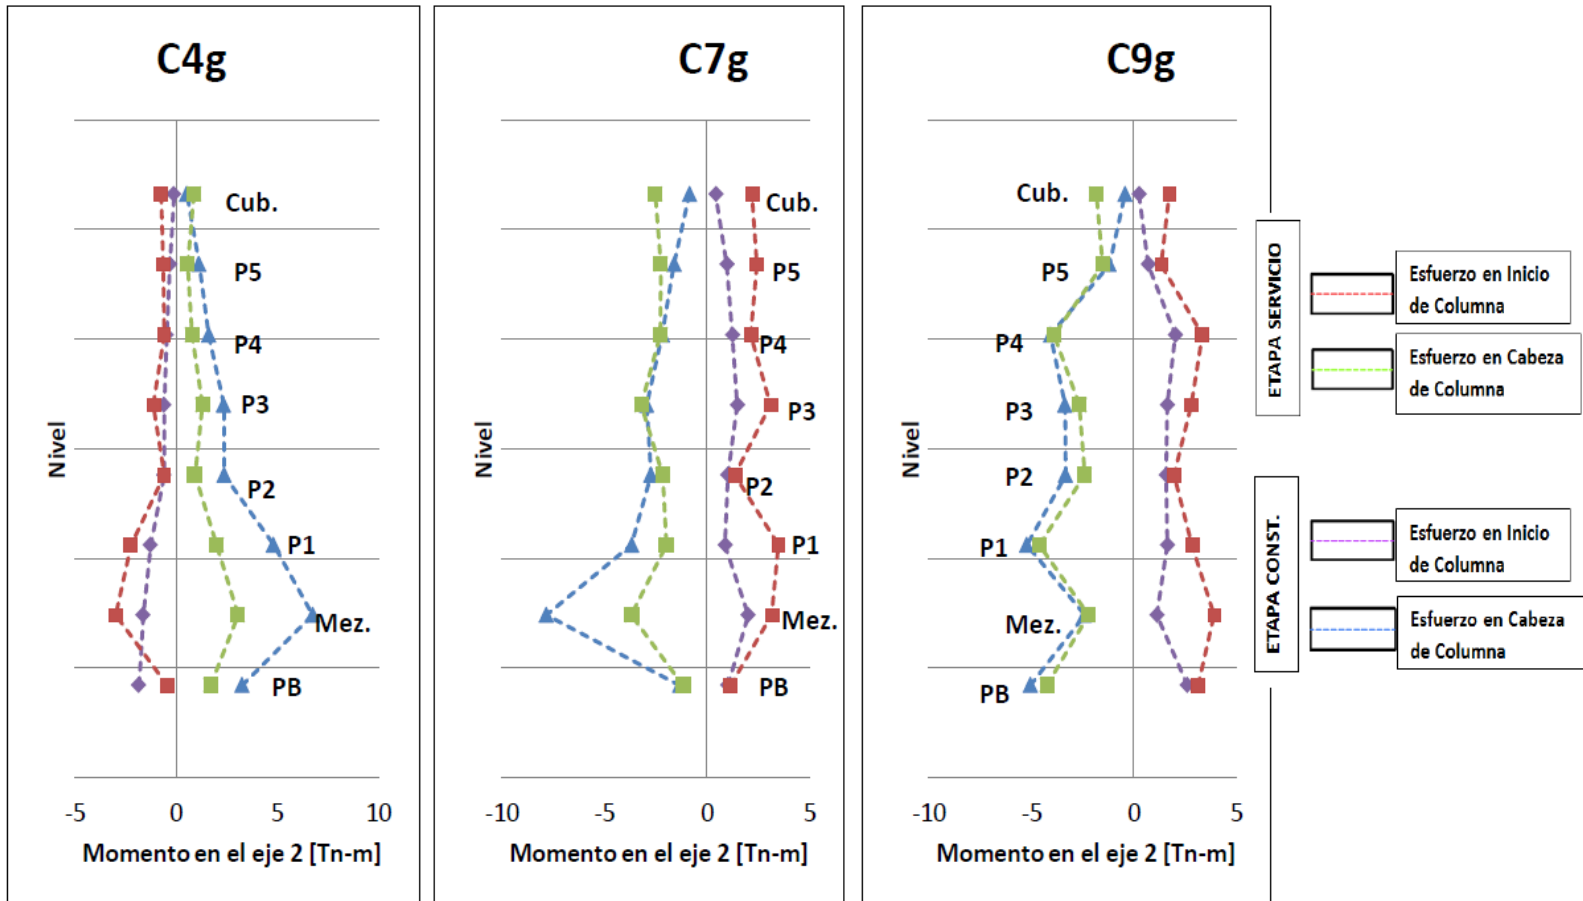 C4g
Cub.
P5
P4
P3
P2
P1
Mez.
PB
Nivel
-5 0 5 10
Momento en el eje 2 [Tn-m]
C7g
Cub.
P5
P4
P3
P2
P1
Mez.
PB
Nivel
-10 -5 0 5
Momento en el eje 2 [Tn-m]
C9g
Cub.
P5
P4
P3
P2
P1
Mez.
PB
Nivel
-10 -5 0 5
Momento en el eje 2 [Tn-m]
ETAPA SERVICIO
Esfuerzo en Inicio
de Columna
Esfuerzo en Cabeza
de Columna
ETAPA CONST.
Esfuerzo en Inicio
de Columna
Esfuerzo en Cabeza
de Columna